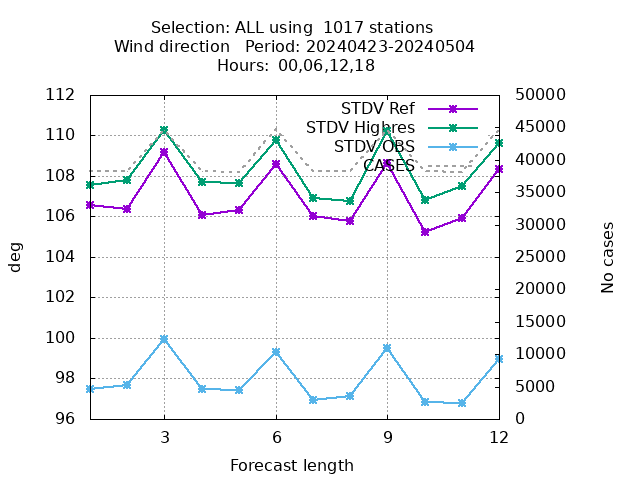 Selection: ALL using  1017 stations
Wind direction   Period: 20240423-20240504
Hours:  00,06,12,18
STDV Ref
STDV Highres
STDV OBS
CASES
112
110
108
106
104
102
100
98
96
50000
45000
40000
35000
30000
25000
20000
15000
10000
5000
0
deg
No cases
3
6
9
12
Forecast length